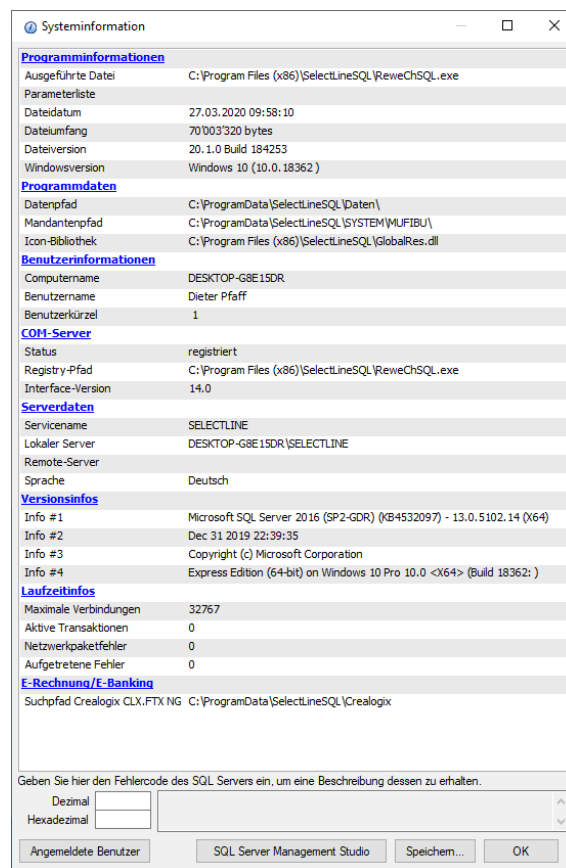 Systeminformation
Programminformationen
Ausgeführte Datei C:\Program Files (x86)\SelectLineSQL\ReweChSQL.exe
Parameterliste
Dateidatum 27.03.2020 09:58:10
Dateiumfang 70'003'320 bytes
Dateiversion 20.1.0 Build 184253
Windowsversion Windows 10 (10.0.18362 )
Programmdaten
Datenpfad C:\ProgramData\SelectLineSQL\Daten\
Mandantenpfad C:\ProgramData\SelectLineSQL\SYSTEM\MUFIBU\
Icon-Bibliothek C:\Program Files (x86)\SelectLineSQL\GlobalRes.dll
Benutzerinformationen
Computername DESKTOP-G8E15DR
Benutzername Dieter Pfaff
Benutzerkürzel 1
COM-Server
Status registriert
Registry-Pfad C:\Program Files (x86)\SelectLineSQL\ReweChSQL.exe
Interface-Version 14.0
Serverdaten
Servicename SELECTLINE
Lokaler Server DESKTOP-G8E15DR\SELECTLINE
Remote-Server
Sprache Deutsch
Versionsinfos
Info #1 Microsoft SQL Server 2016 (SP2-GDR) (KB4532097) - 13.0.5102.14 (X64)
Info #2 Dec 31 2019 22:39:35
Info #3 Copyright (c) Microsoft Corporation
Info #4 Express Edition (64-bit) on Windows 10 Pro 10.0 <X64> (Build 18362: )
Laufzeitinfos
Maximale Verbindungen 32767
Aktive Transaktionen 0
Netzwerkpaketfehler 0
Aufgetretene Fehler 0
E-Rechnung/E-Banking
Suchpfad Crealogix CLX.FTX NG C:\ProgramData\SelectLineSQL\Crealogix
Geben Sie hier den Fehlercode des SQL Servers ein, um eine Beschreibung dessen zu erhalten.
Dezimal
Hexadezimal
Angemeldete Benutzer SQL Server Management Studio Speichern... OK